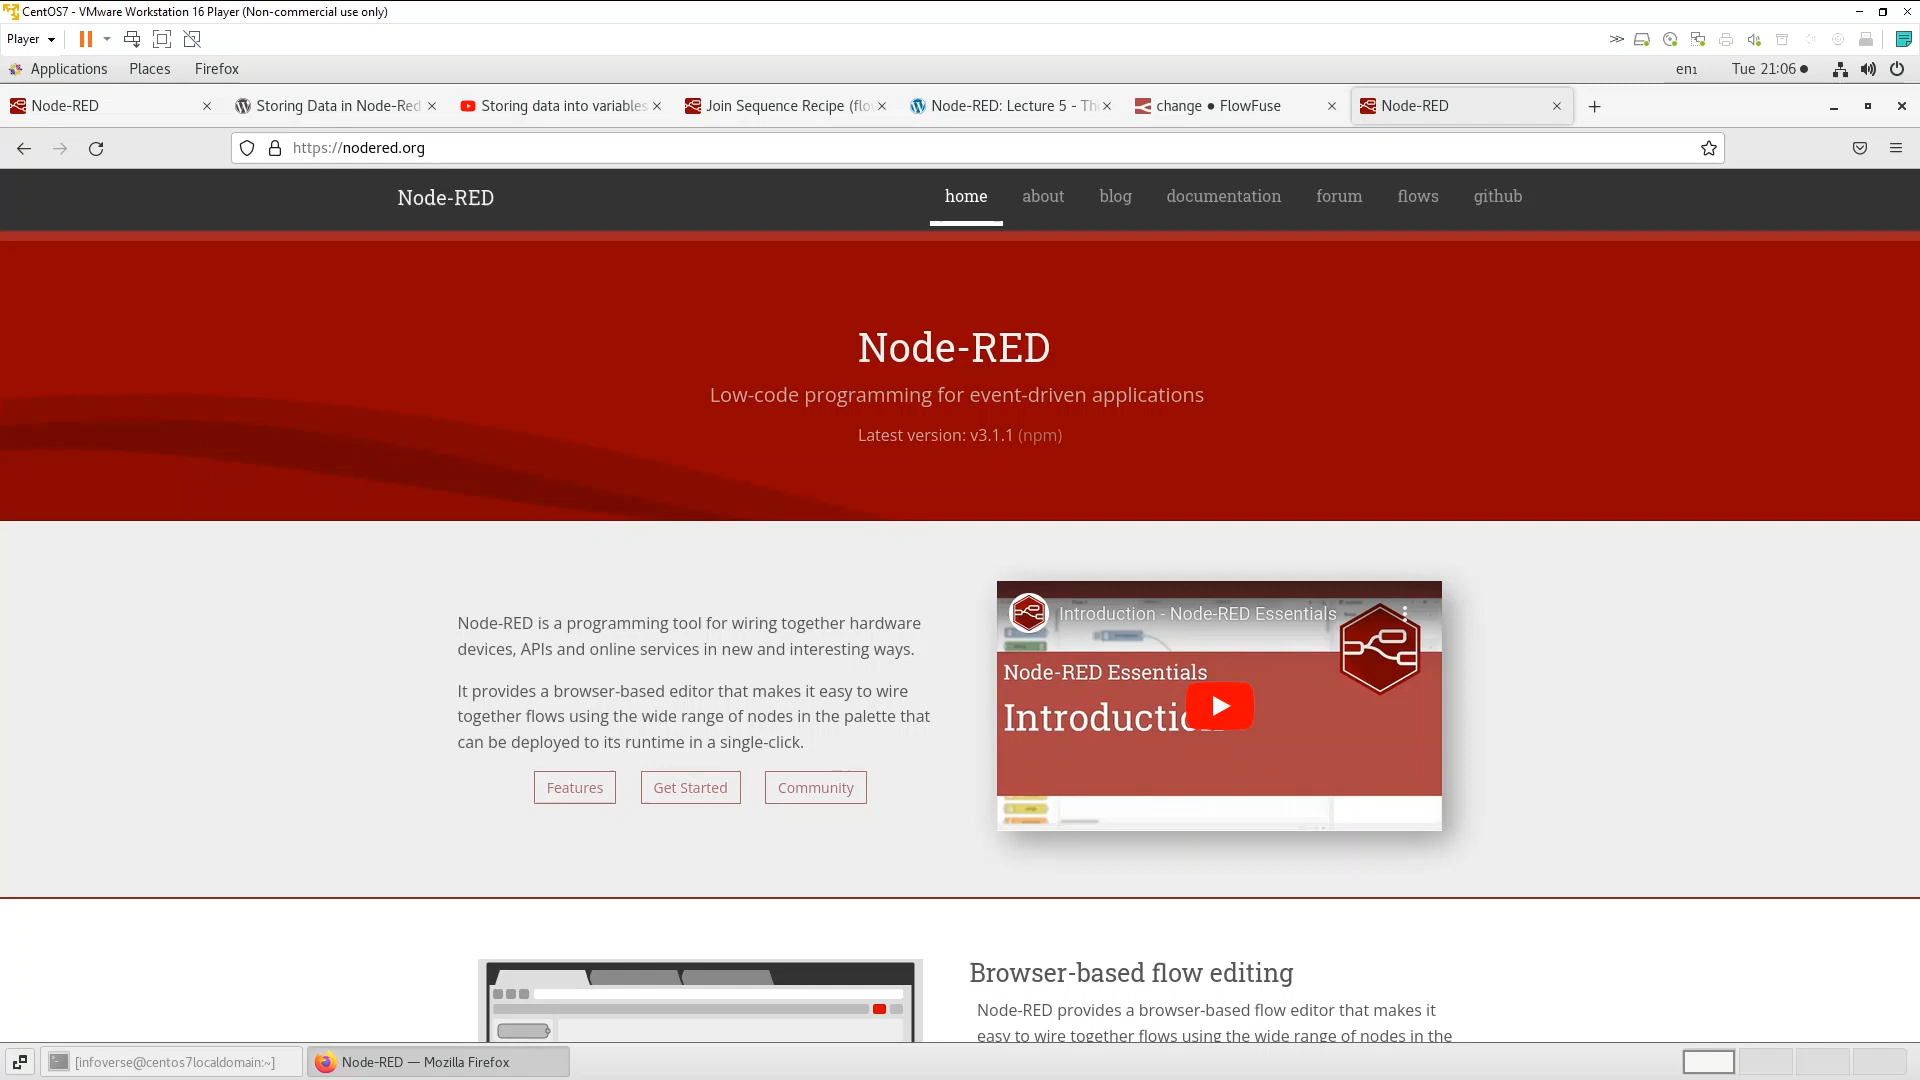 CentOS7 - VMware Workstation 16 Player (Non-commercial use only)
Player
Applications Places Firefox en1 Tue 21:06
Node-RED
Storing Data in Node-Red
Storing data into variables
Join Sequence Recipe (flo
Node-RED: Lecture 5 - Th
change ● FlowFuse
Node-RED
https://nodered.org
Node-RED home about blog documentation forum flows github
Node-RED
Low-code programming for event-driven applications
Latest version: v3.1.1 (npm)
Node-RED is a programming tool for wiring together hardware
devices, APIs and online services in new and interesting ways.
It provides a browser-based editor that makes it easy to wire
together flows using the wide range of nodes in the palette that
can be deployed to its runtime in a single-click.
Features Get Started Community
Introduction - Node-RED Essentials
Node-RED Essentials
Introduction
Browser-based flow editing
Node-RED provides a browser-based flow editor that makes it
easy to wire together flows using the wide range of nodes in the
[infoverse@centos7localdomain:~]
Node-RED — Mozilla Firefox